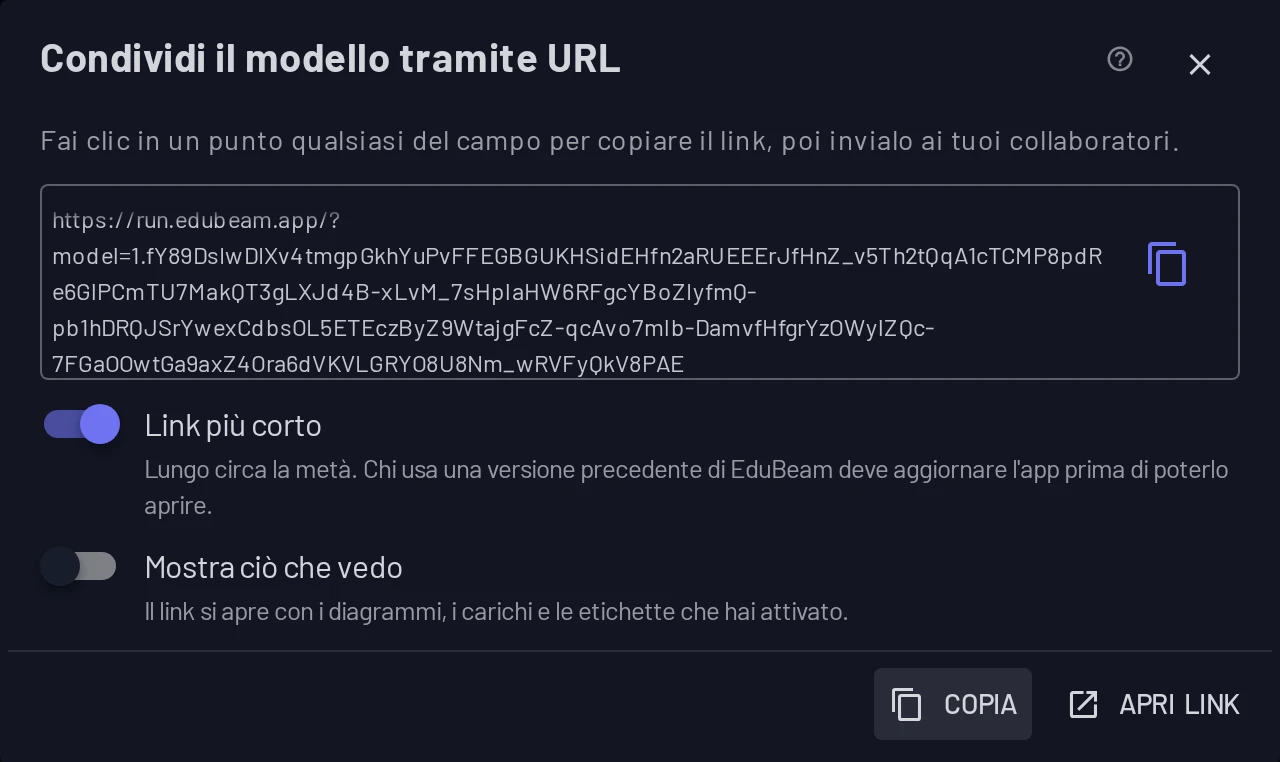 Condividi il modello tramite URL
Fai clic in un punto qualsiasi del campo per copiare il link, poi invialo ai tuoi collaboratori.
https://run.edubeam.app/?
model=1.fY89DsIwDIXv4tmgpGkhYuPvFFEGBGUKHSidEHfn2aRUEEErJfHnZ_v5Th2tQqA1cTCMP8pdR
e6GIPCmTU7MakQT3gLXJd4B-xLvM_7sHpIaHW6RFgcYBoZIyfmQ-
pb1hDRQJSrYwexCdbsOL5ETEczByZ9WtajgFcZ-qcAvo7mIb-DamvfHfgrYzOWyIZQc-
7FGaOOwtGa9axZ4Ora6dVKVLGRYO8U8Nm_wRVFyQkV8PAE
Link più corto
Lungo circa la metà. Chi usa una versione precedente di EduBeam deve aggiornare l'app prima di poterlo
aprire.
Mostra ciò che vedo
Il link si apre con i diagrammi, i carichi e le etichette che hai attivato.
COPIA
APRI LINK